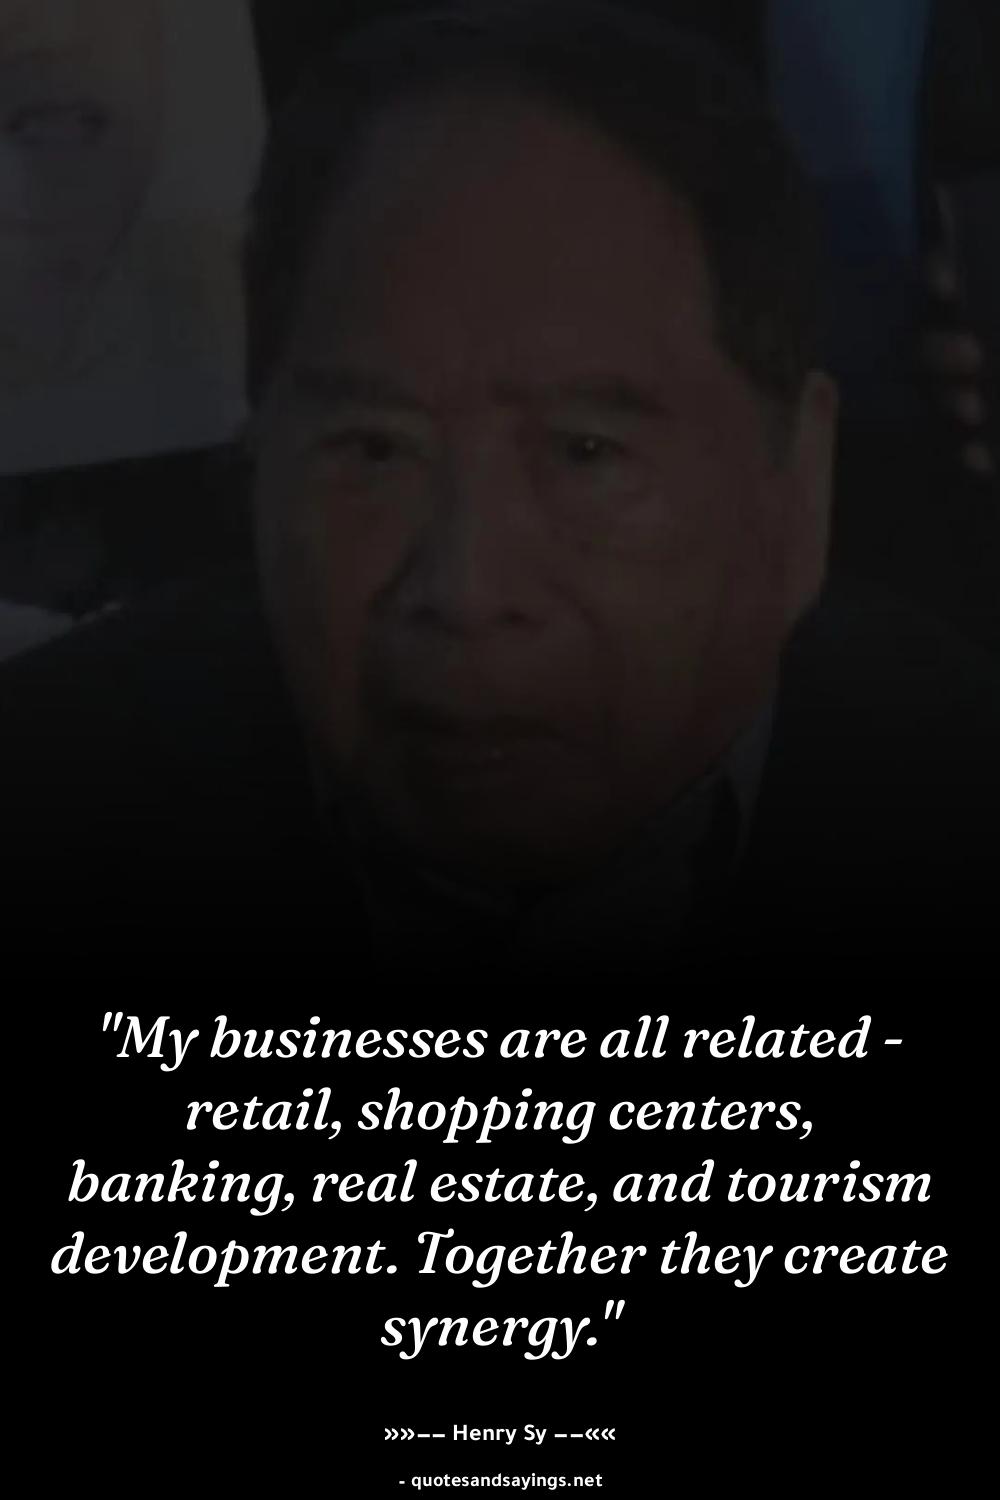 "My businesses are all related -
retail, shopping centers,
banking, real estate, and tourism
development. Together they create
synergy."
»»−− Henry Sy −−««
- quotesandsayings.net